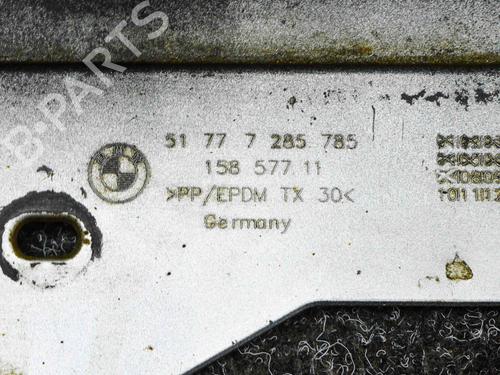 B-PARTS
51 77 7 285 785
158 577 11
>PP/EPDM TX 30<
Germany